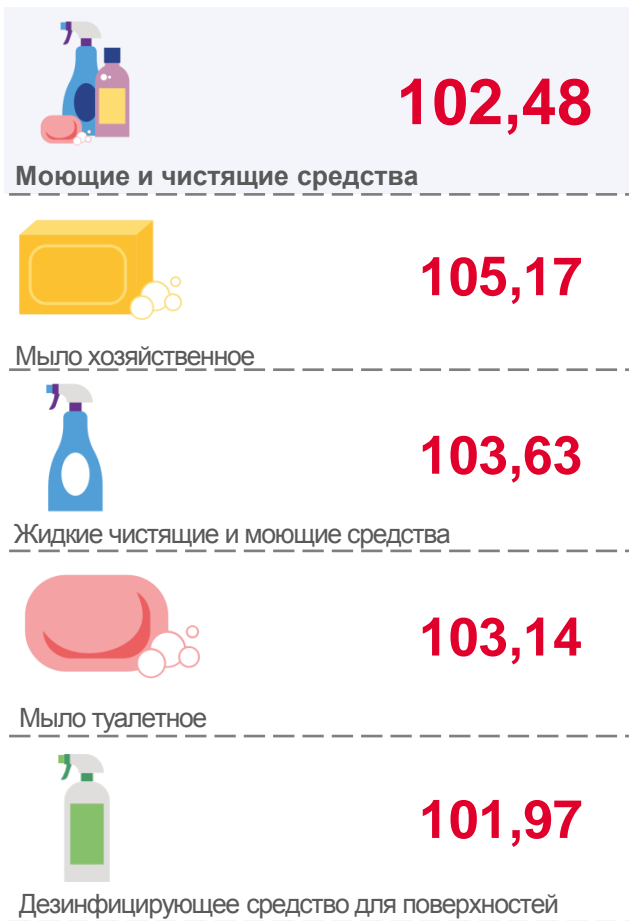 102,48
Моющие и чистящие средства
105,17
Мыло хозяйственное
103,63
Жидкие чистящие и моющие средства
103,14
Мыло туалетное
101,97
Дезинфицирующее средство для поверхностей